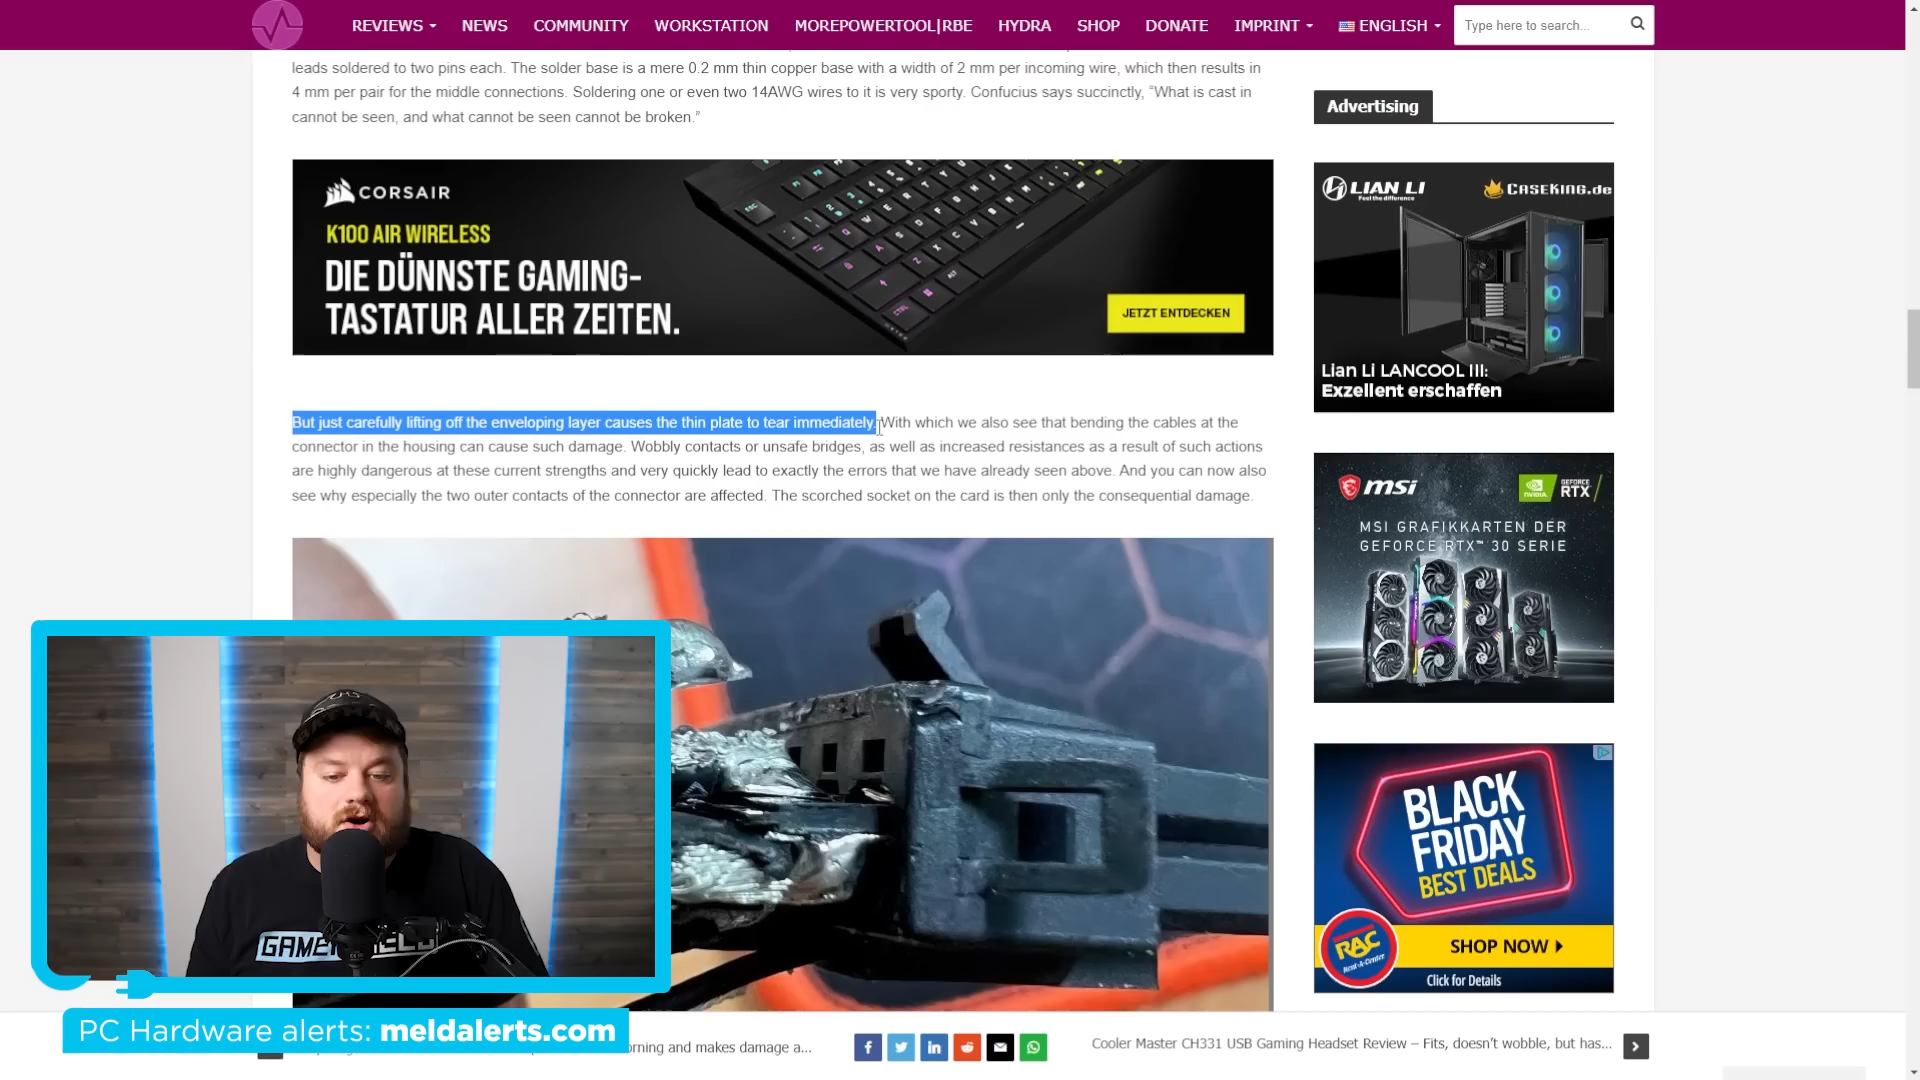 REVIEWS NEWS COMMUNITY WORKSTATION MOREPOWERTOOL|RBE HYDRA SHOP DONATE IMPRINT ENGLISH Type here to search...
leads soldered to two pins each. The solder base is a mere 0.2 mm thin copper base with a width of 2 mm per incoming wire, which then results in
4 mm per pair for the middle connections. Soldering one or even two 14AWG wires to it is very sporty. Confucius says succinctly, “What is cast in
cannot be seen, and what cannot be seen cannot be broken.”
CORSAIR
K100 AIR WIRELESS
DIE DÜNNSTE GAMING-
TASTATUR ALLER ZEITEN.
JETZT ENTDECKEN
But just carefully lifting off the enveloping layer causes the thin plate to tear immediately. With which we also see that bending the cables at the
connector in the housing can cause such damage. Wobbly contacts or unsafe bridges, as well as increased resistances as a result of such actions
are highly dangerous at these current strengths and very quickly lead to exactly the errors that we have already seen above. And you can now also
see why especially the two outer contacts of the connector are affected. The scorched socket on the card is then only the consequential damage.
Advertising
LIAN LI
Feel the difference
CASEKING.de
Lian Li LANCOOL III:
Exzellent erschaffen
msi
NVIDIA.
GEFORCE
RTX
MSI GRAFIKKARTEN DER
GEFORCE RTX™ 30 SERIE
BLACK
FRIDAY
BEST DEALS
RAC
Rent-A-Center
SHOP NOW
Click for Details
PC Hardware alerts: meldalerts.com
orning and makes damage a...
Cooler Master CH331 USB Gaming Headset Review – Fits, doesn’t wobble, but has...